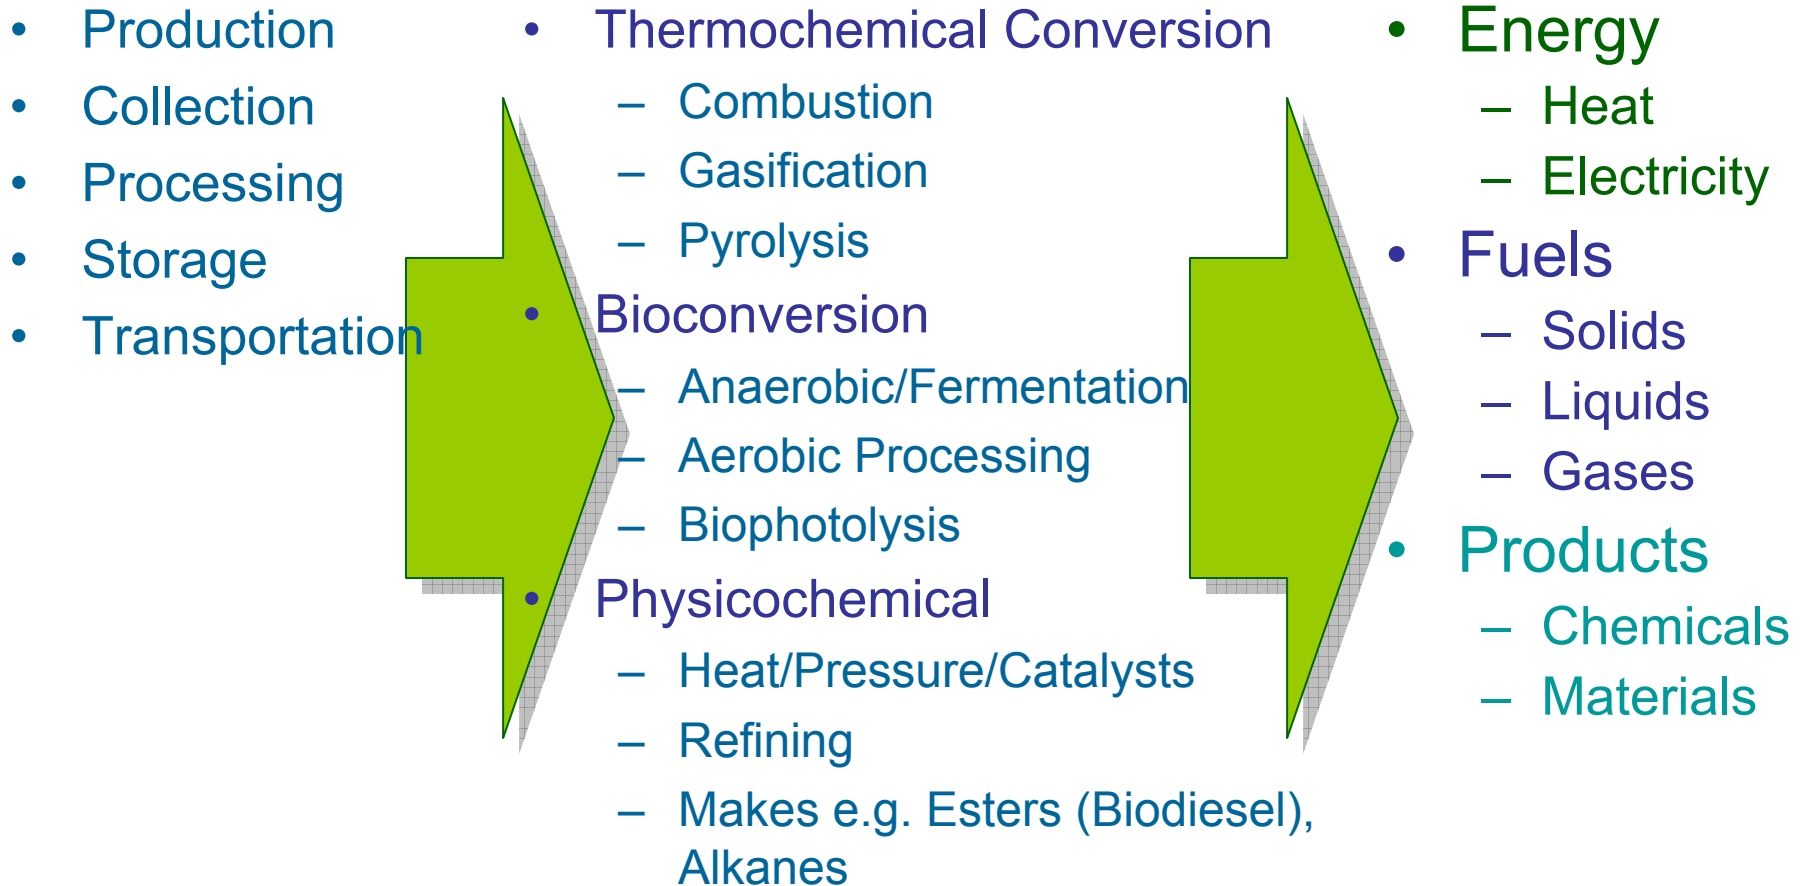 • Production
• Collection
• Processing
• Storage
• Transportation
• Thermochemical Conversion
– Combustion
– Gasification
– Pyrolysis
• Bioconversion
– Anaerobic/Fermentation
– Aerobic Processing
– Biophotolysis
• Physicochemical
– Heat/Pressure/Catalysts
– Refining
– Makes e.g. Esters (Biodiesel),
Alkanes
• Energy
– Heat
– Electricity
• Fuels
– Solids
– Liquids
– Gases
• Products
– Chemicals
– Materials